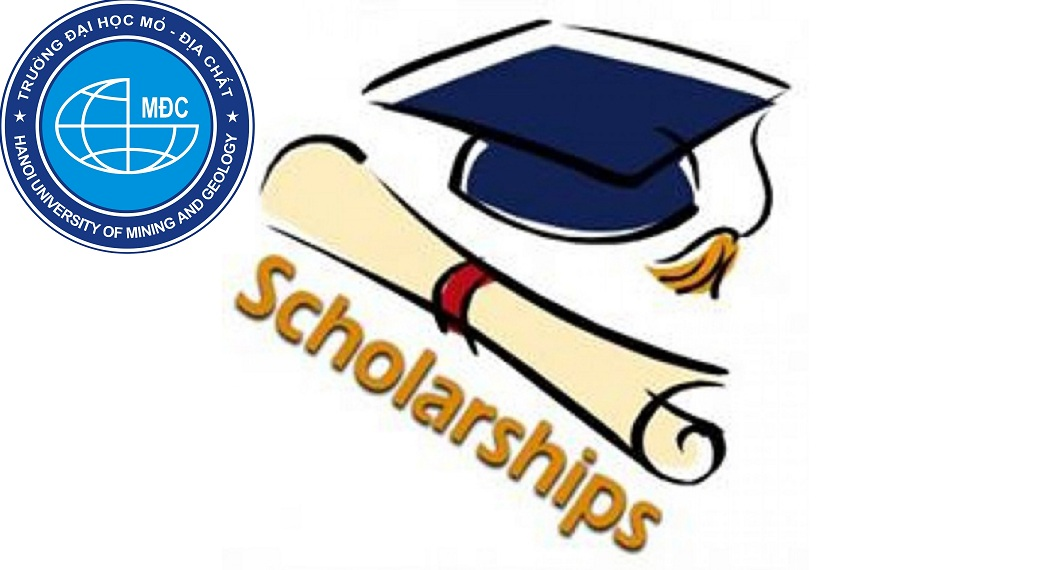 TRƯỜNG ĐẠI HỌC MỎ - ĐỊA CHẤT
MĐC
HANOI UNIVERSITY OF MINING AND GEOLOGY
Scholarships